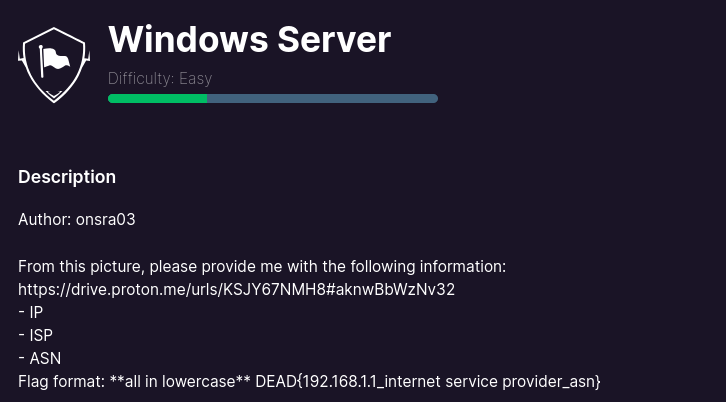 Windows Server
Difficulty: Easy
Description
Author: onsra03
From this picture, please provide me with the following information:
https://drive.proton.me/urls/KSJY67NMH8#aknwBbWzNv32
- IP
- ISP
- ASN
Flag format: **all in lowercase** DEAD{192.168.1.1_internet service provider_asn}